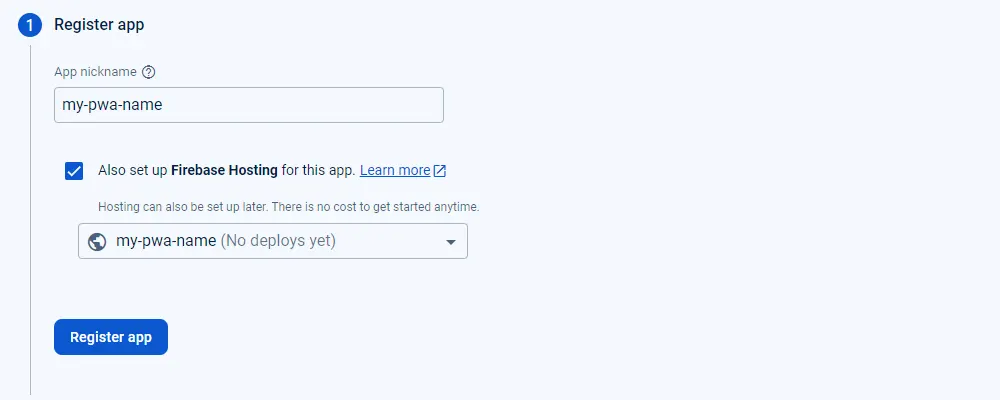 1 Register app
App nickname
my-pwa-name
Also set up Firebase Hosting for this app. Learn more
Hosting can also be set up later. There is no cost to get started anytime.
my-pwa-name (No deploys yet)
Register app